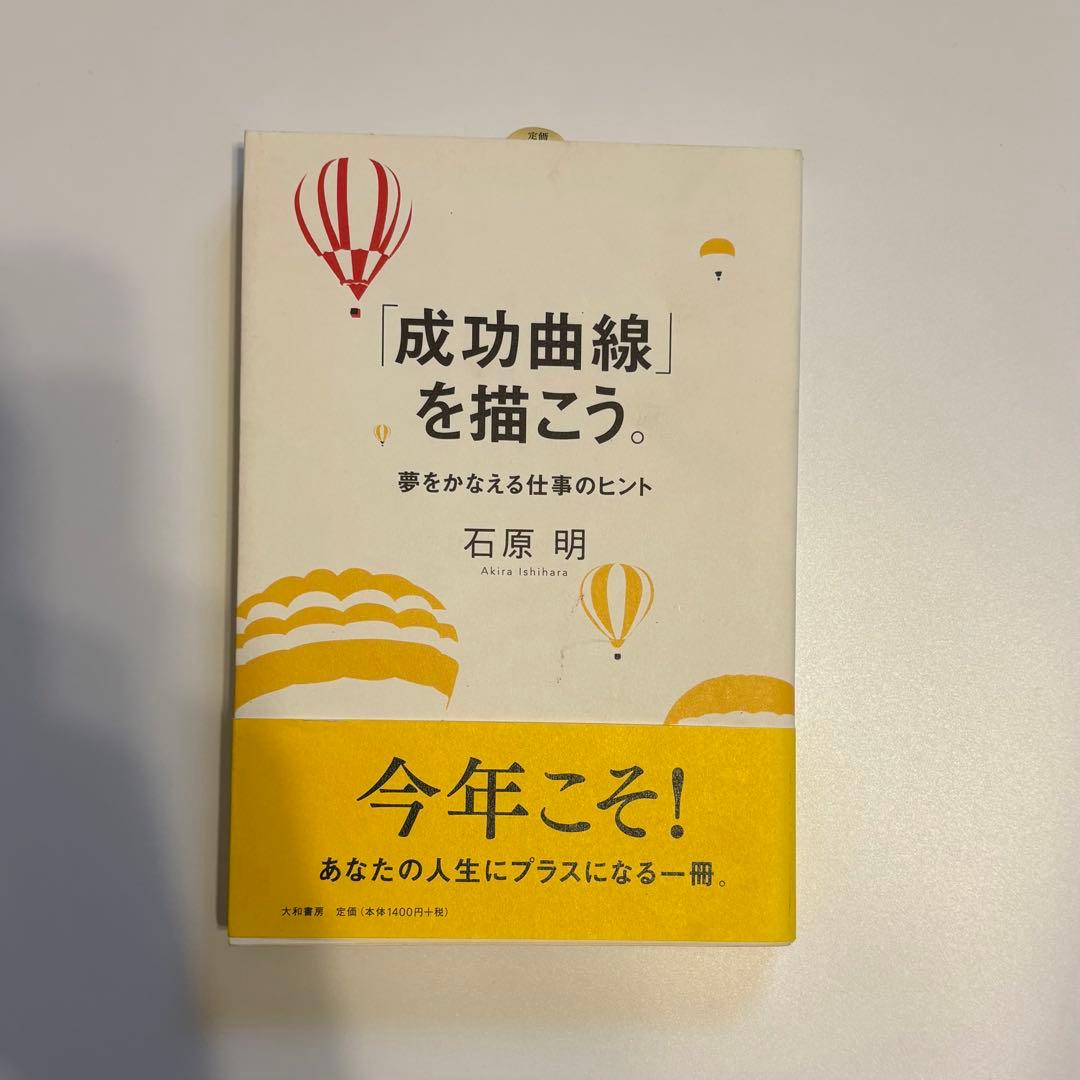 定価
「成功曲線」
を描こう。
夢をかなえる仕事のヒント
石原 明
Akira Ishihara
今年こそ!
あなたの人生にプラスになる一冊。
大和書房 定価(本体1400円+税)